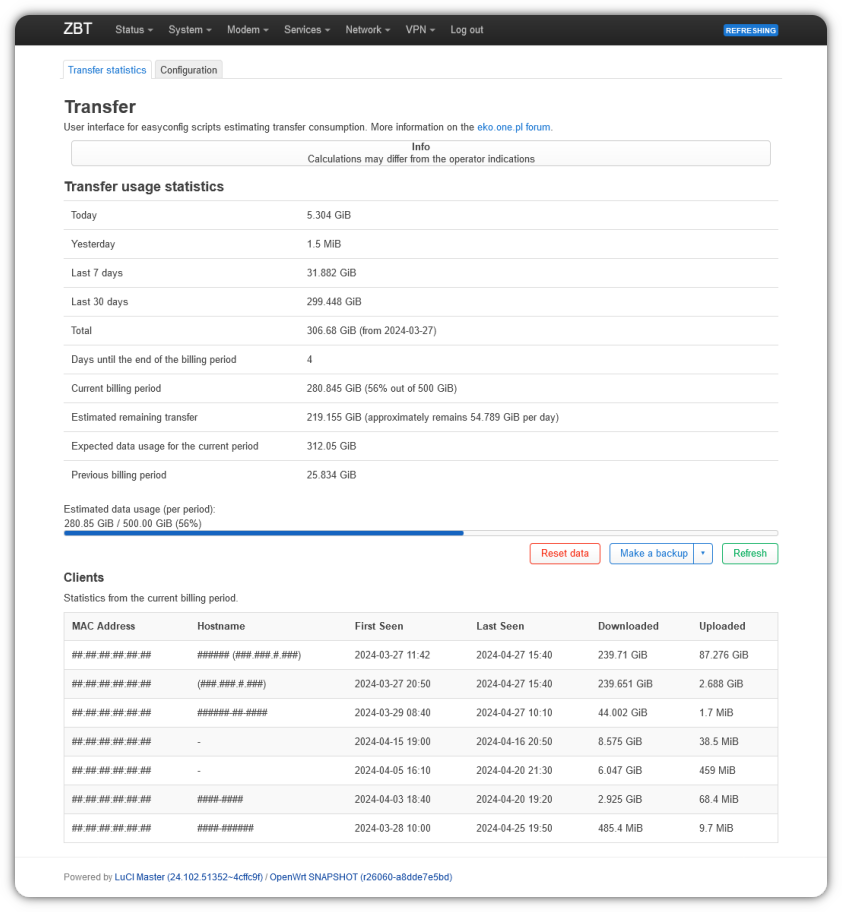 ZBT Status System Modem Services Network VPN Log out REFRESHING
Transfer statistics Configuration
Transfer
User interface for easyconfig scripts estimating transfer consumption. More information on the eko.one.pl forum.
Info
Calculations may differ from the operator indications
Transfer usage statistics
Today 5.304 GiB
Yesterday 1.5 MiB
Last 7 days 31.882 GiB
Last 30 days 299.448 GiB
Total 306.68 GiB (from 2024-03-27)
Days until the end of the billing period 4
Current billing period 280.845 GiB (56% out of 500 GiB)
Estimated remaining transfer 219.155 GiB (approximately remains 54.789 GiB per day)
Expected data usage for the current period 312.05 GiB
Previous billing period 25.834 GiB
Estimated data usage (per period):
280.85 GiB / 500.00 GiB (56%)
Reset data Make a backup Refresh
Clients
Statistics from the current billing period.
MAC Address Hostname First Seen Last Seen Downloaded Uploaded
##:##:##:##:##:## ###### (###.###.#.###) 2024-03-27 11:42 2024-04-27 15:40 239.71 GiB 87.276 GiB
##:##:##:##:##:## (###.###.#.###) 2024-03-27 20:50 2024-04-27 15:40 239.651 GiB 2.688 GiB
##:##:##:##:##:## ######-##-#### 2024-03-29 08:40 2024-04-27 10:10 44.002 GiB 1.7 MiB
##:##:##:##:##:## - 2024-04-15 19:00 2024-04-16 20:50 8.575 GiB 38.5 MiB
##:##:##:##:##:## - 2024-04-05 16:10 2024-04-20 21:30 6.047 GiB 459 MiB
##:##:##:##:##:## ####-#### 2024-04-03 18:40 2024-04-20 19:20 2.925 GiB 68.4 MiB
##:##:##:##:##:## ####-###### 2024-03-28 10:00 2024-04-25 19:50 485.4 MiB 9.7 MiB
Powered by LuCI Master (24.102.51352~4cffc9f) / OpenWrt SNAPSHOT (r26060-a8dde7e5bd)